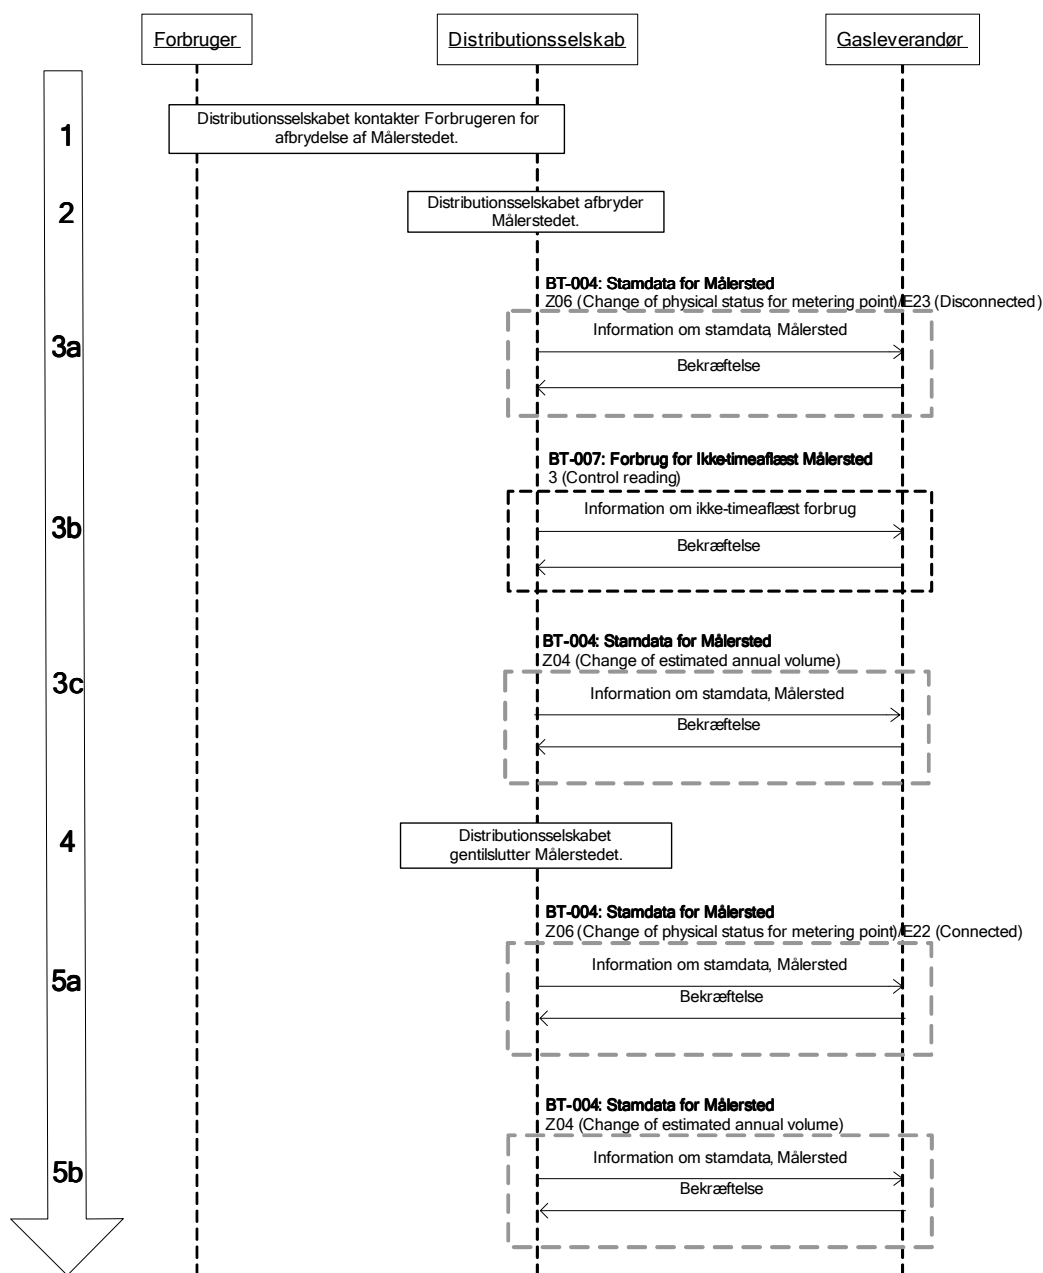 Forbruger
Distributionsselskab
Gasleverandør
1
Distributionsselskabet kontakter Forbrugeren for
afbrydelse af Målerstedet.
2
Distributionsselskabet afbryder
Målerstedet.
BT-004: Stamdata for Målersted
Z06 (Change of physical status for metering point)/E23 (Disconnected)
3a
Information om stamdata, Målersted
Bekræftelse
BT-007: Forbrug for Ikke-timeaflæst Målersted
3 (Control reading)
3b
Information om ikke-timeaflæst forbrug
Bekræftelse
BT-004: Stamdata for Målersted
Z04 (Change of estimated annual volume)
3c
Information om stamdata, Målersted
Bekræftelse
4
Distributionsselskabet
gentilslutter Målerstedet.
BT-004: Stamdata for Målersted
Z06 (Change of physical status for metering point)/E22 (Connected)
5a
Information om stamdata, Målersted
Bekræftelse
BT-004: Stamdata for Målersted
Z04 (Change of estimated annual volume)
5b
Information om stamdata, Målersted
Bekræftelse